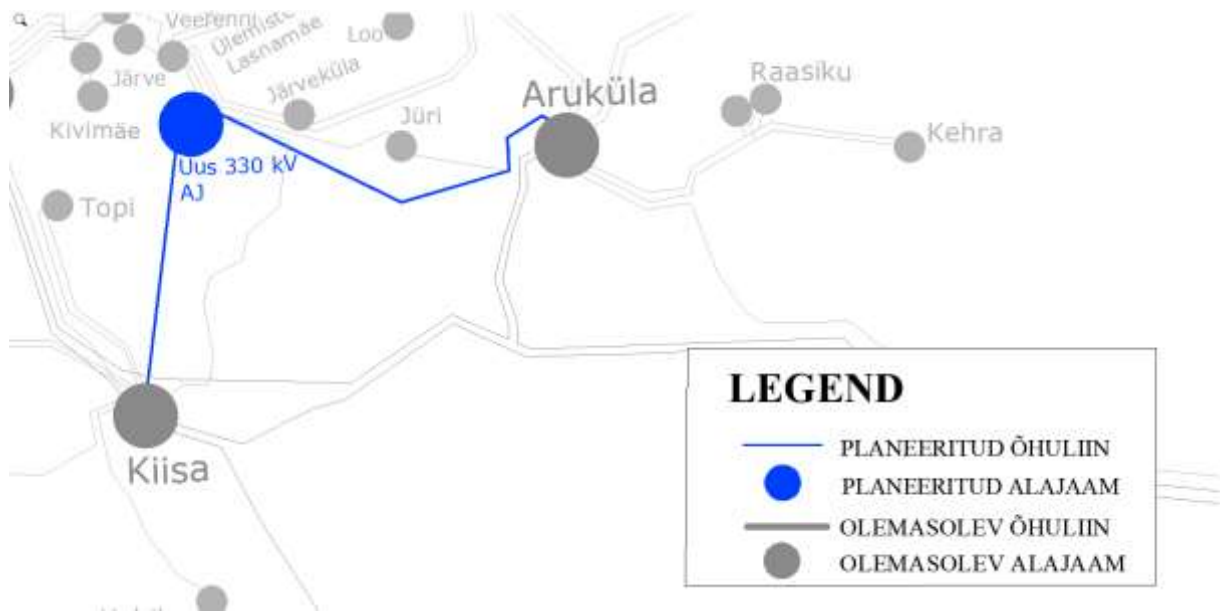 Veerenni
Ülemiste
Lasnamäe
Loo
Järve
Järveküla
Kivimäe
Jüri
Aruküla
Raasiku
Kehra
Uus 330 kV
AJ
Topi
Kiisa
LEGEND
PLANEERITUD ÕHULIIN
PLANEERITUD ALAJAAM
OLEMASOLEV ÕHULIIN
OLEMASOLEV ALAJAAM